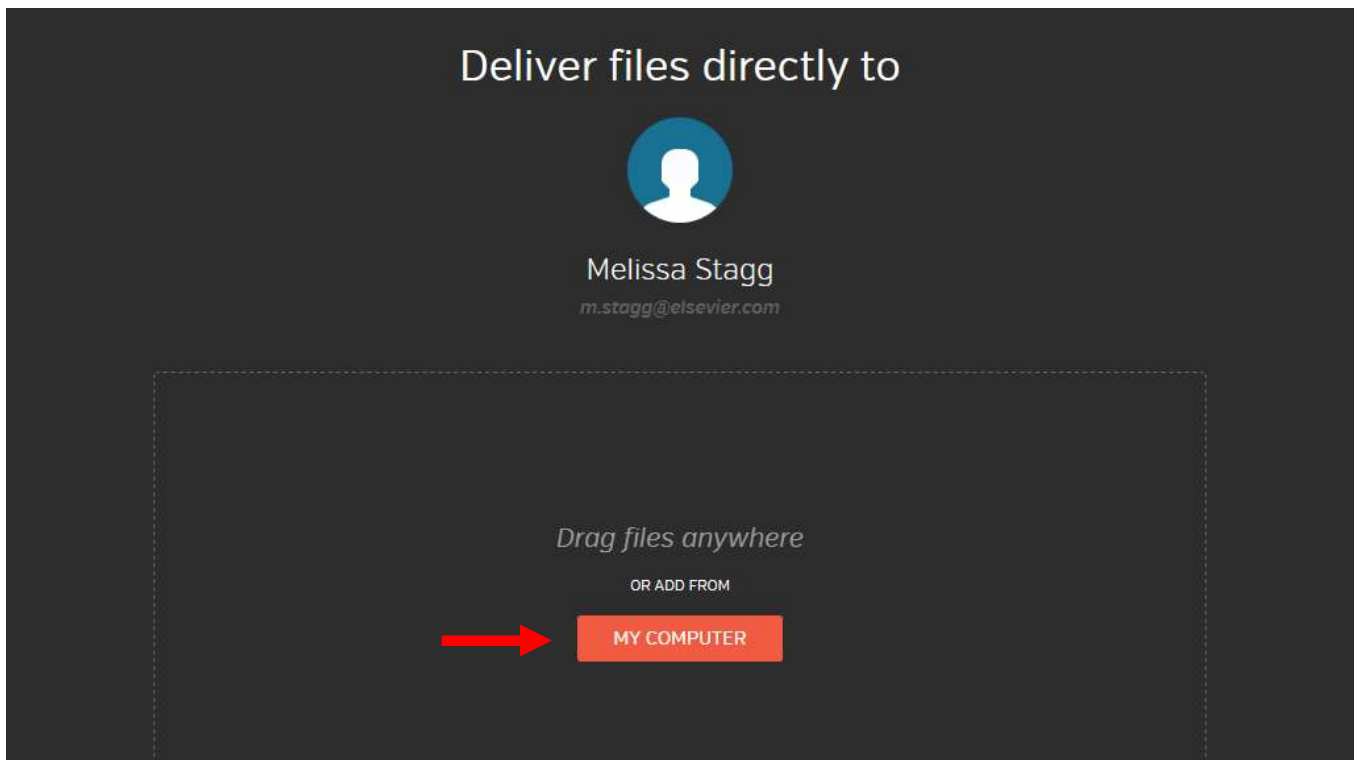 Deliver files directly to
Melissa Stagg
m.stagg@elsevier.com
Drag files anywhere
OR ADD FROM
MY COMPUTER